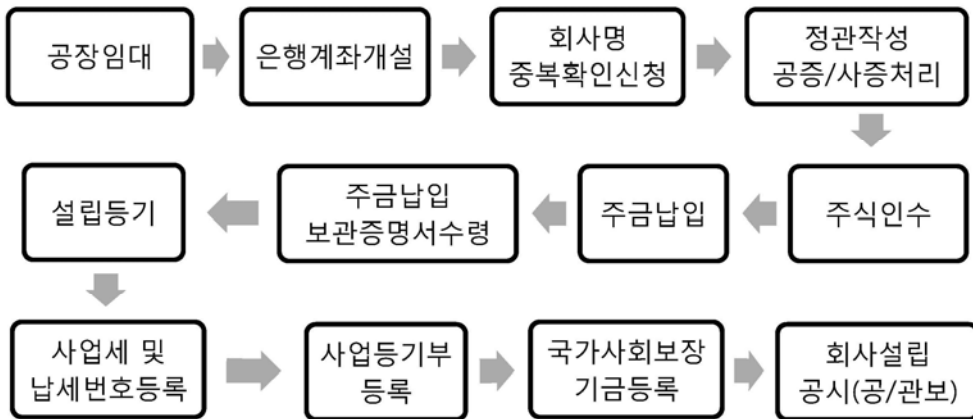 공장임대
은행계좌개설
회사명
중복확인신청
정관작성
공증/사증처리
주식인수
주금납입
주금납입
보관증명서수령
설립등기
사업세 및
납세번호등록
사업등기부
등록
국가사회보장
기금등록
회사설립
공시(공/관보)